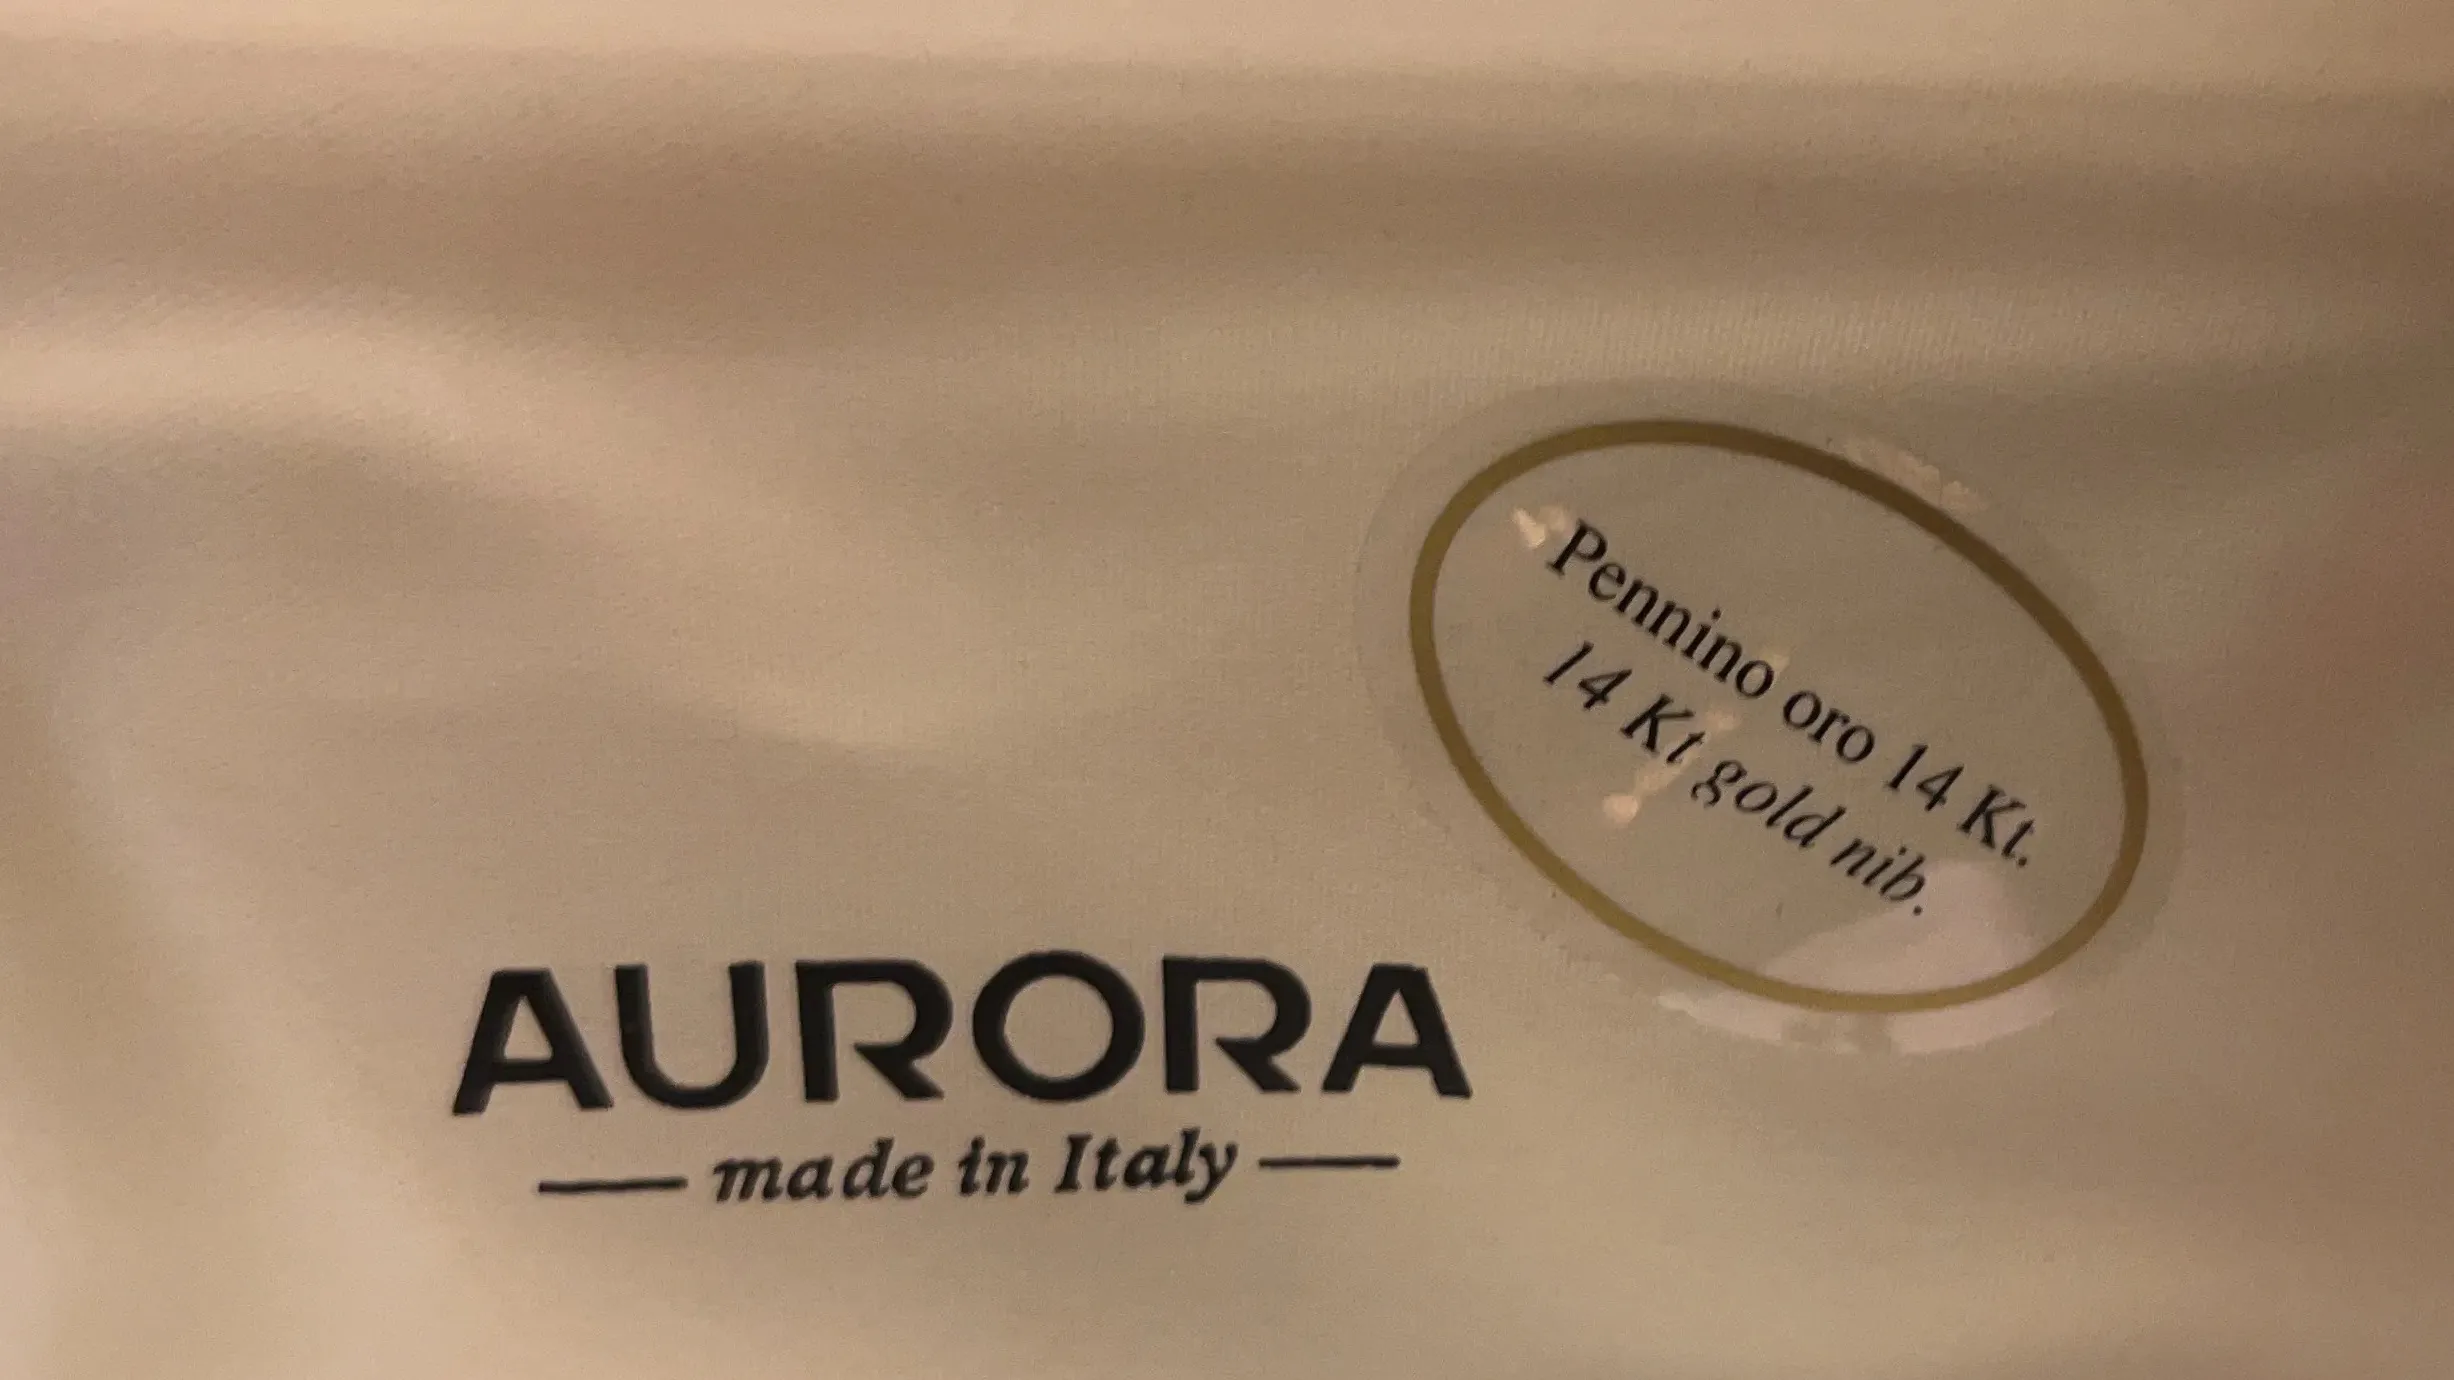 Pennino oro 14 Kt.
14 Kt gold nib.
AURORA
made in Italy